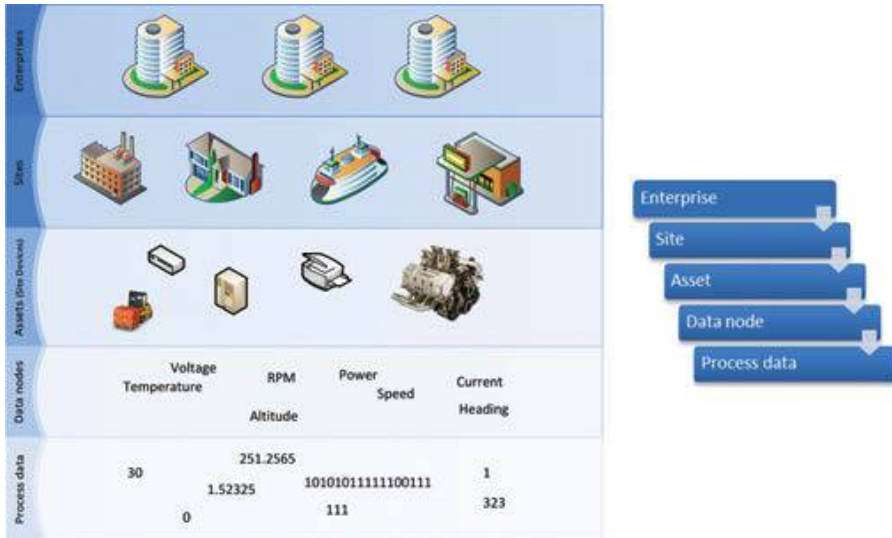 Enterprises
Sites
Assets (Site Devices)
Data nodes
Voltage
Temperature
RPM
Power
Speed
Current
Altitude
Heading
Process data
30
251.2565
1.52325
0
10101011111100111
111
1
323
Enterprise
Site
Asset
Data node
Process data